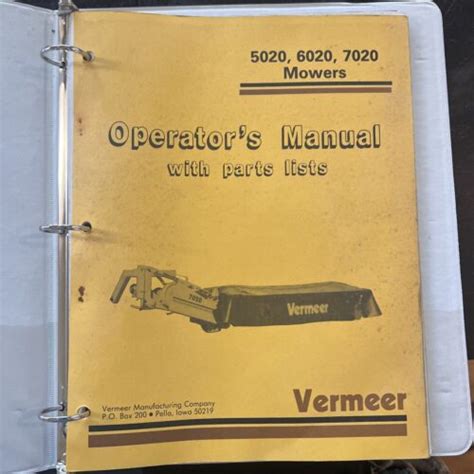 5020, 6020, 7020
Mowers
Operator's Manual
with parts lists
7020
Vermeer
Vermeer Manufacturing Company
P.O. Box 200 • Pella, Iowa 50219
Vermeer